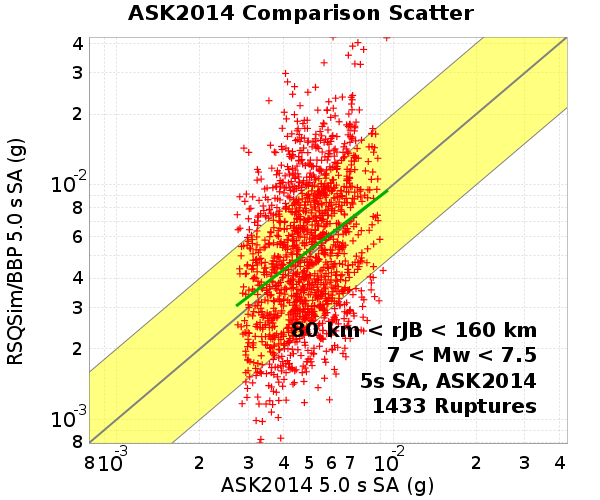 ASK2014 Comparison Scatter
RSQSim/BBP 5.0 s SA (g)
4
3
2
10-2
8
6
4
3
2
10-3
8
80 km < rJB < 160 km
7 < Mw < 7.5
5s SA, ASK2014
1433 Ruptures
8 10-3 2 3 4 5 6 7 10-2 2 3 4
ASK2014 5.0 s SA (g)